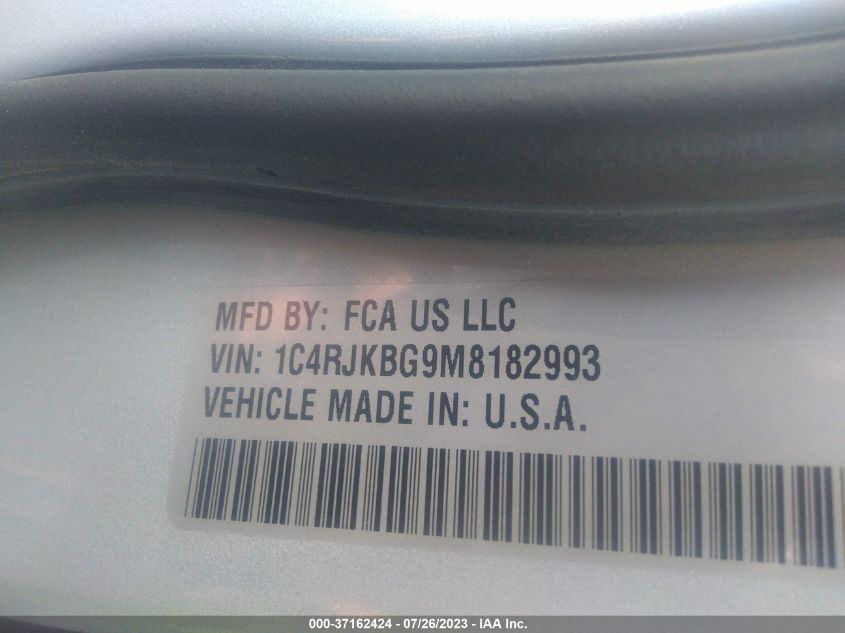 MFD BY: FCA US LLC
VIN: 1C4RJKBG9M8182993
VEHICLE MADE IN: U.S.A.
000-37162424 - 07/26/2023 - IAA Inc.